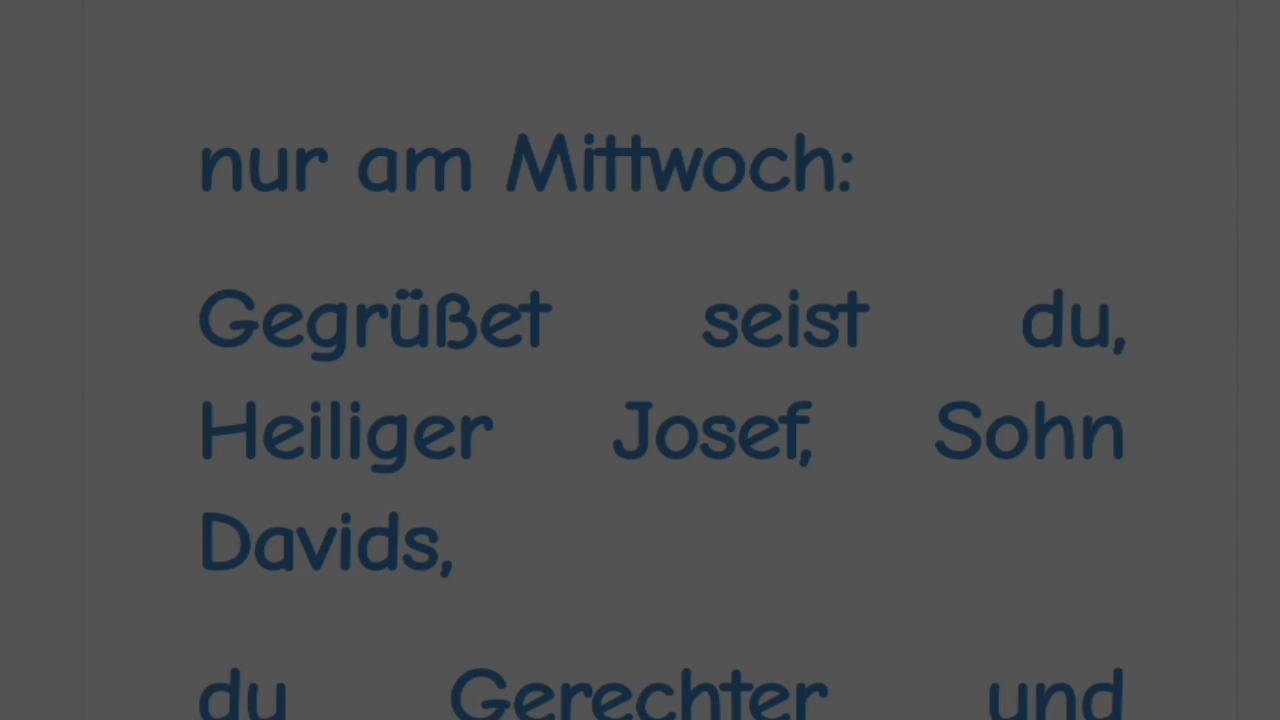 nur am Mittwoch:
Gegrüßet seist du,
Heiliger Josef, Sohn
Davids,
du Gerechter und